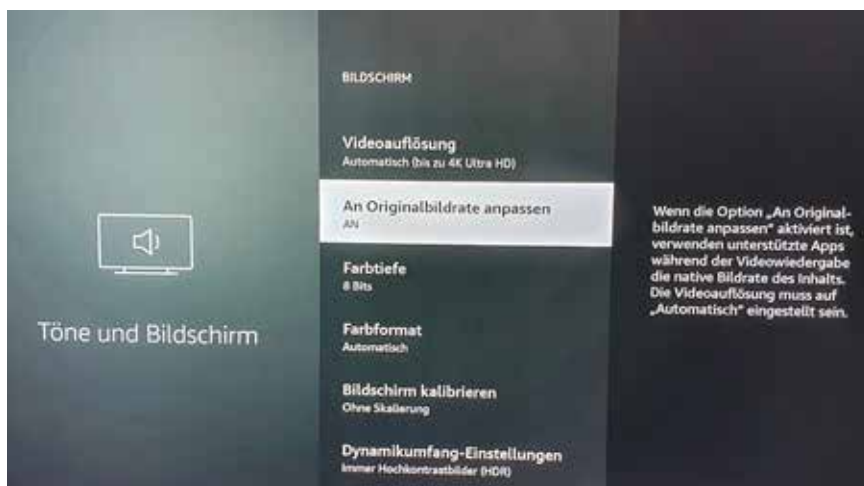 Töne und Bildschirm
BILDSCHIRM
Videoauflösung
Automatisch (bis zu 4K Ultra HD)
An Originalbildrate anpassen
AN
Farbtiefe
8 Bits
Farbformat
Automatisch
Bildschirm kalibrieren
Ohne Skalierung
Dynamikumfang-Einstellungen
Immer Hochkontrastbilder (HDR)
Wenn die Option „An Original-
bildrate anpassen“ aktiviert ist,
verwenden unterstützte Apps
während der Videowiedergabe
die native Bildrate des Inhalts.
Die Videoauflösung muss auf
„Automatisch“ eingestellt sein.